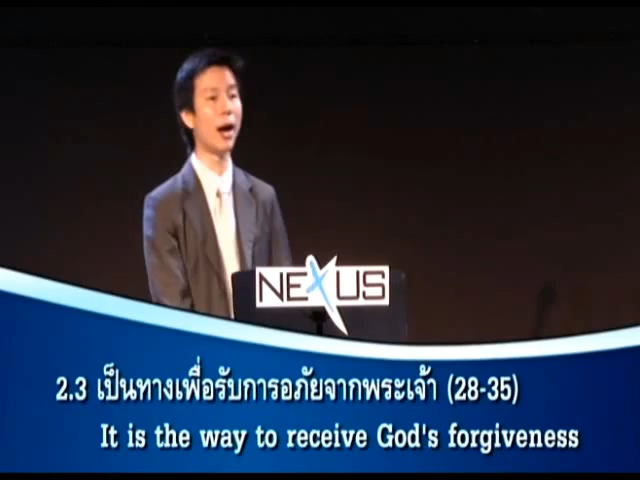 NEXUS
2.3 เป็นทางเพื่อรับการอภัยจากพระเจ้า (28-35)
It is the way to receive God's forgiveness